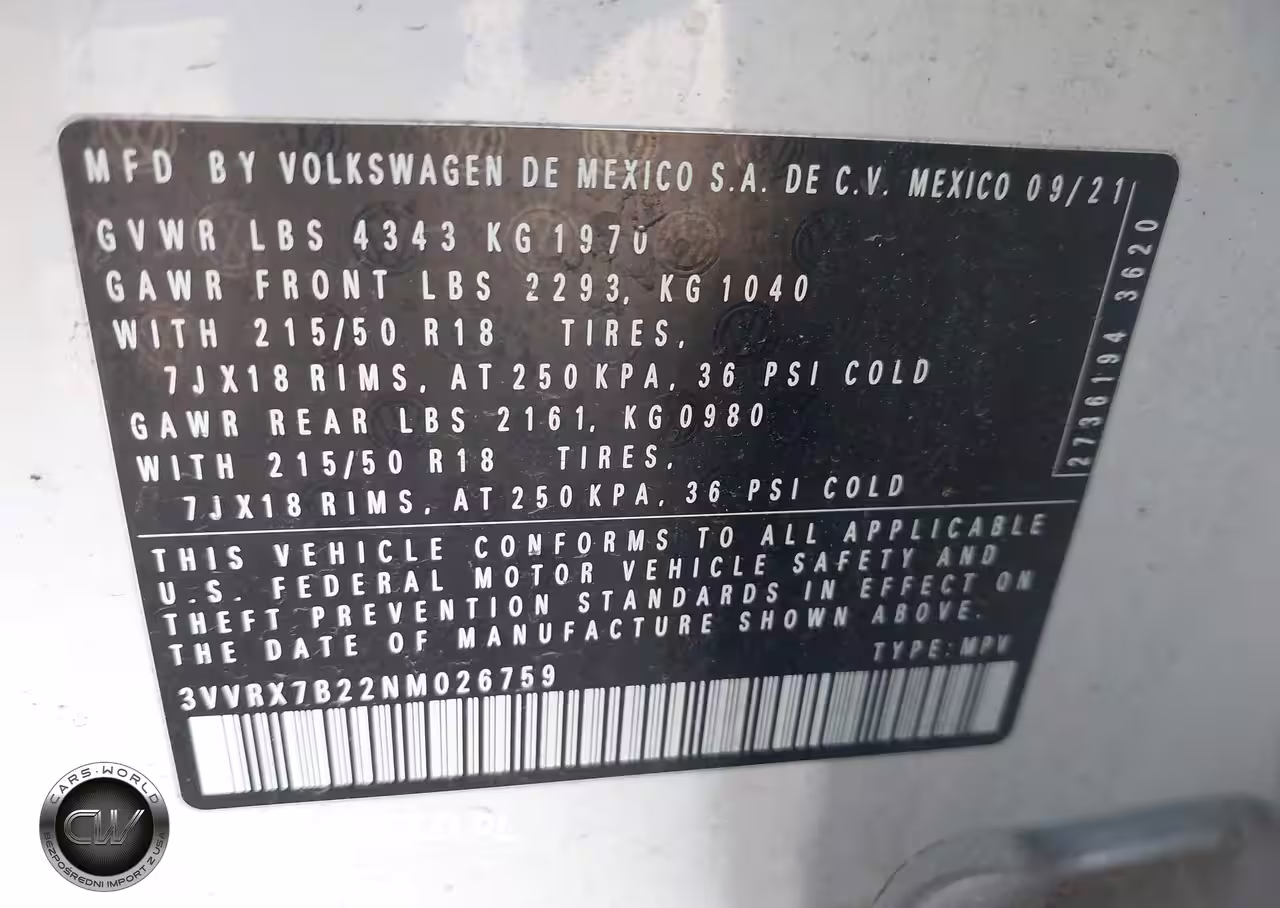 MFD BY VOLKSWAGEN DE MEXICO S.A. DE C.V. MEXICO 09/21
GVWR LBS 4343 KG 1970
GAWR FRONT LBS 2293, KG 1040
WITH 215/50 R18 TIRES,
7JX18 RIMS, AT 250 KPA, 36 PSI COLD
GAWR REAR LBS 2161, KG 0980
WITH 215/50 R18 TIRES,
7JX18 RIMS, AT 250 KPA, 36 PSI COLD
2736194 3620
THIS VEHICLE CONFORMS TO ALL APPLICABLE
U.S. FEDERAL MOTOR VEHICLE SAFETY AND
THEFT PREVENTION STANDARDS IN EFFECT ON
THE DATE OF MANUFACTURE SHOWN ABOVE.
TYPE: MPV
3VVRX7B22NM026759
CARS-WORLD
CW
BEZPOŚREDNI IMPORT Z USA